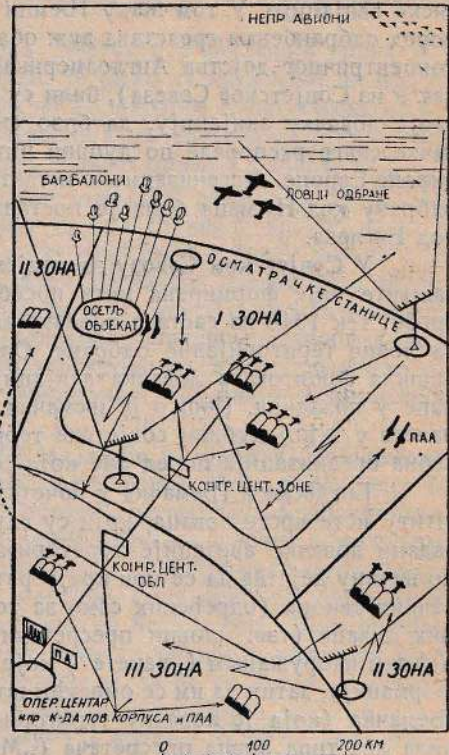 НЕПР АВИОНИ
БАР.БАЛОНИ
ЛОВЦИ ОДБРАНЕ
II ЗОНА
ОСМАТРАЧКЕ СТАНИЦЕ
ОСЕТЉ
ОБЈЕКАТ
I ЗОНА
ПАА
КОНТР. ЦЕНТ. ЗОНЕ
КОНТР. ЦЕНТ.
ОБЛ
П.А.
III ЗОНА
II ЗОНА
ОПЕР. ЦЕНТАР
К-ДА ЛОВ. КОРПУСА и ПАА
0 100 200 КМ